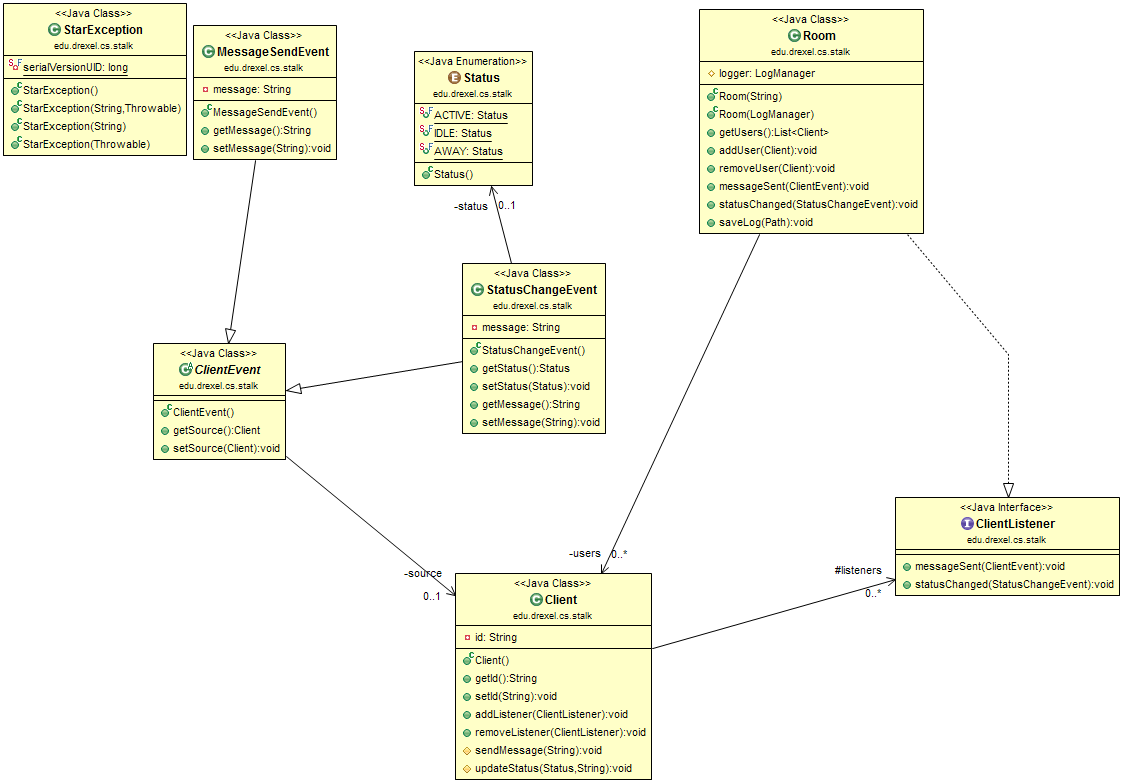 <<Java Class>>
StarException
edu.drexel.cs.stalk
serialVersionUID: long
StarException()
StarException(String,Throwable)
StarException(String)
StarException(Throwable)
<<Java Class>>
MessageSendEvent
edu.drexel.cs.stalk
message: String
MessageSendEvent()
getMessage():String
setMessage(String):void
<<Java Enumeration>>
Status
edu.drexel.cs.stalk
ACTIVE: Status
IDLE: Status
AWAY: Status
Status()
-status
0..1
<<Java Class>>
Room
edu.drexel.cs.stalk
logger: LogManager
Room(String)
Room(LogManager)
getUsers():List<Client>
addUser(Client):void
removeUser(Client):void
messageSent(ClientEvent):void
statusChanged(StatusChangeEvent):void
saveLog(Path):void
<<Java Class>>
StatusChangeEvent
edu.drexel.cs.stalk
message: String
StatusChangeEvent()
getStatus():Status
setStatus(Status):void
getMessage():String
setMessage(String):void
<<Java Class>>
ClientEvent
edu.drexel.cs.stalk
ClientEvent()
getSource():Client
setSource(Client):void
-source
0..1
-users
0..*
<<Java Interface>>
ClientListener
edu.drexel.cs.stalk
messageSent(ClientEvent):void
statusChanged(StatusChangeEvent):void
#listeners
0..*
<<Java Class>>
Client
edu.drexel.cs.stalk
id: String
Client()
getId():String
setId(String):void
addListener(ClientListener):void
removeListener(ClientListener):void
sendMessage(String):void
updateStatus(Status,String):void